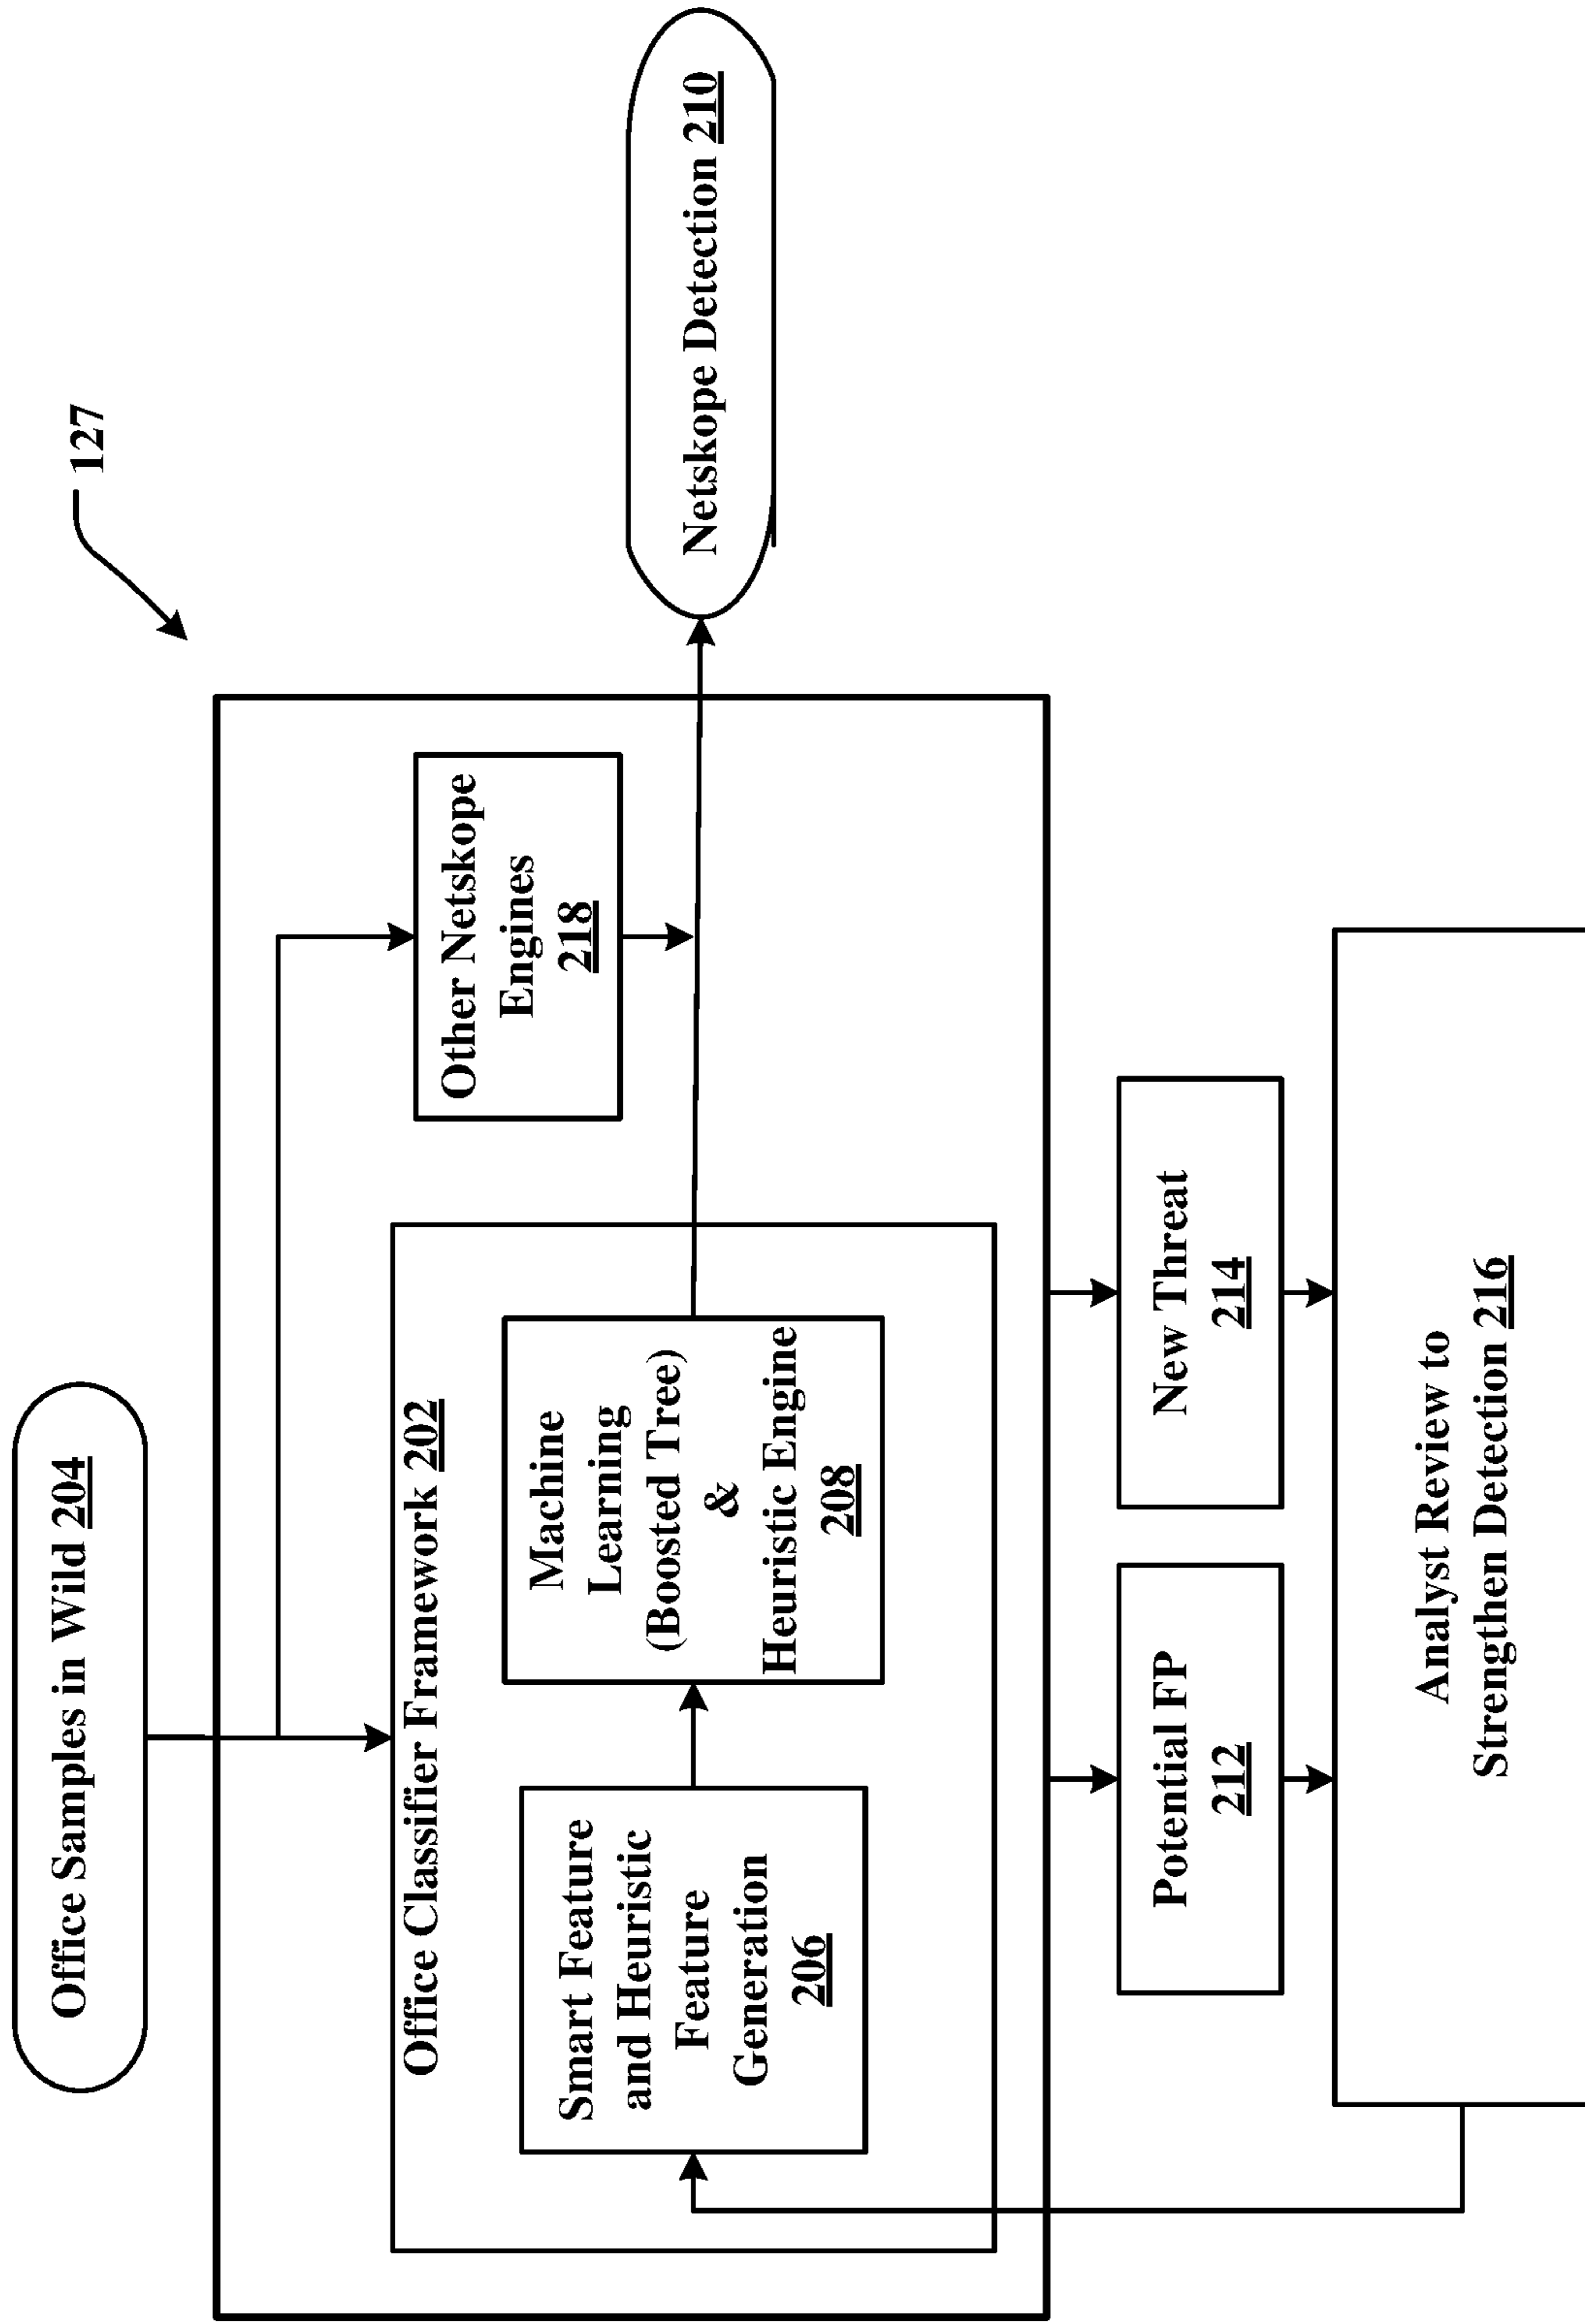 Office Samples in Wild 204
127
Office Classifier Framework 202
Smart Feature
and Heuristic
Feature
Generation
206
Machine
Learning
(Boosted Tree)
&
Heuristic Engine
208
Other Netskope
Engines
218
Netskope Detection 210
Potential FP
212
New Threat
214
Analyst Review to
Strengthen Detection 216